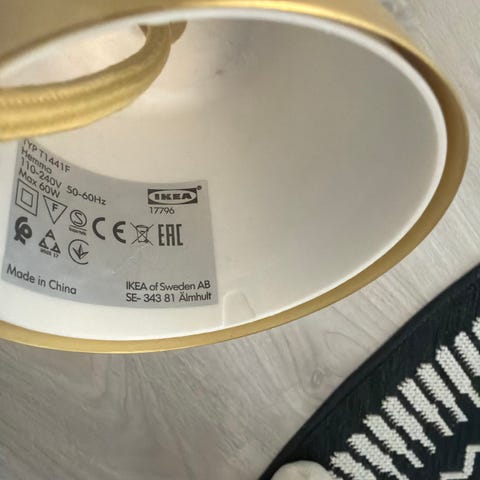 TYP T1441F
Hemma
110-240V 50-60Hz
Max 60W
IKEA
17796
F
S
CE
EAC
Made in China
IKEA of Sweden AB
SE- 343 81 Älmhult